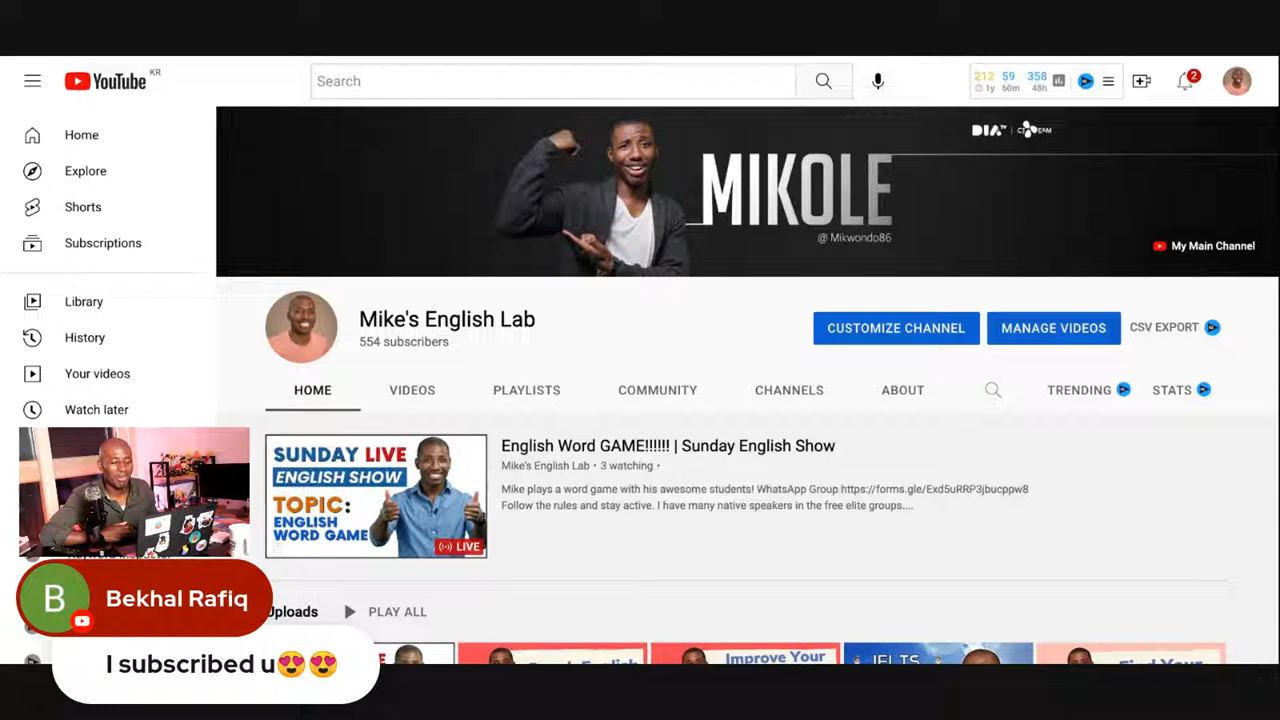 YouTube KR
Search
212 59 358
1y 60m 48h
2
Home
Explore
Shorts
Subscriptions
Library
History
Your videos
Watch later
DIA TV
MIKOLE
@ Mikwondo86
My Main Channel
Mike's English Lab
554 subscribers
CUSTOMIZE CHANNEL
MANAGE VIDEOS
CSV EXPORT
HOME
VIDEOS
PLAYLISTS
COMMUNITY
CHANNELS
ABOUT
TRENDING
STATS
SUNDAY LIVE
ENGLISH SHOW
TOPIC:
ENGLISH
WORD GAME
LIVE
English Word GAME!!!!!! | Sunday English Show
Mike's English Lab • 3 watching •
Mike plays a word game with his awesome students! WhatsApp Group https://forms.gle/Exd5uRRP3jbucppw8
Follow the rules and stay active. I have many native speakers in the free elite groups....
Uploads
PLAY ALL
Improve Your
IELTS
Find Your
B
Bekhal Rafiq
I subscribed u😍😍